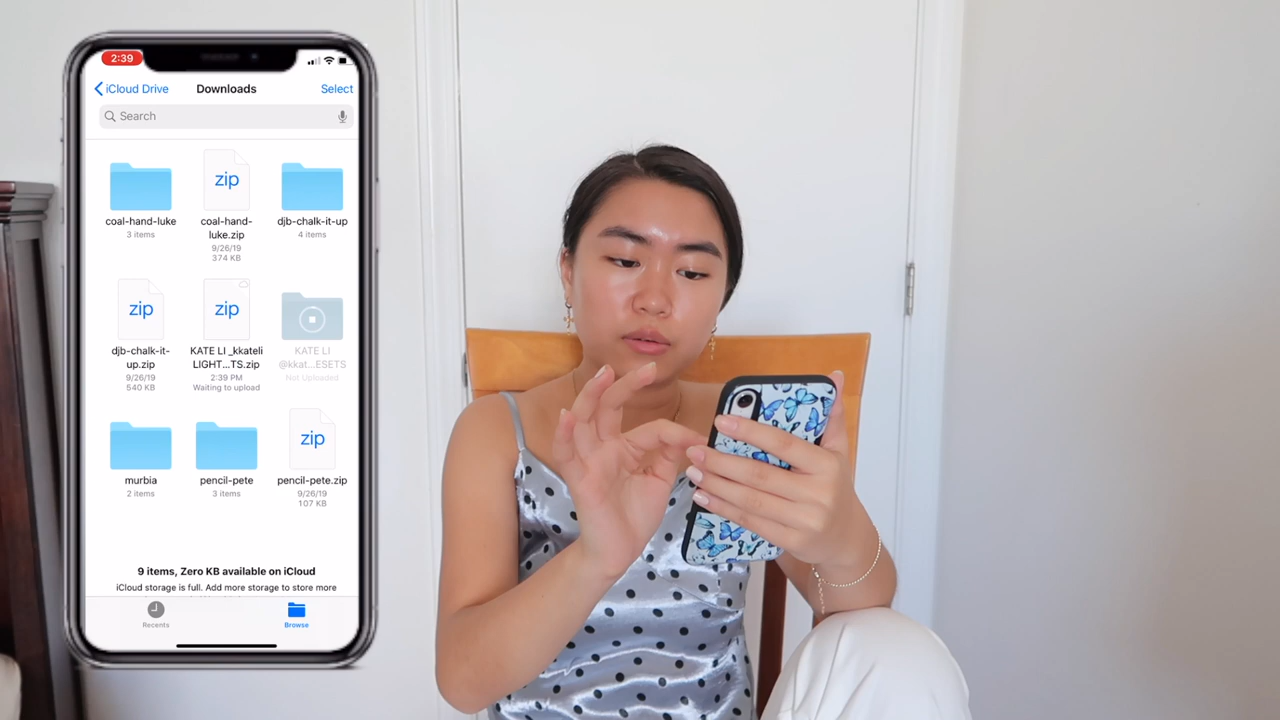 2:39
iCloud Drive Downloads Select
Search
zip
coal-hand-luke
3 items
coal-hand-
luke.zip
9/26/19
374 KB
djb-chalk-it-up
4 items
zip
zip
djb-chalk-it-
up.zip
9/26/19
540 KB
KATE LI _kkateli
LIGHT...TS.zip
2:39 PM
Waiting to upload
KATE LI
@kkat...ESETS
Not Uploaded
zip
murbia
2 items
pencil-pete
3 items
pencil-pete.zip
9/26/19
107 KB
9 items, Zero KB available on iCloud
iCloud storage is full. Add more storage to store more
Recents
Browse